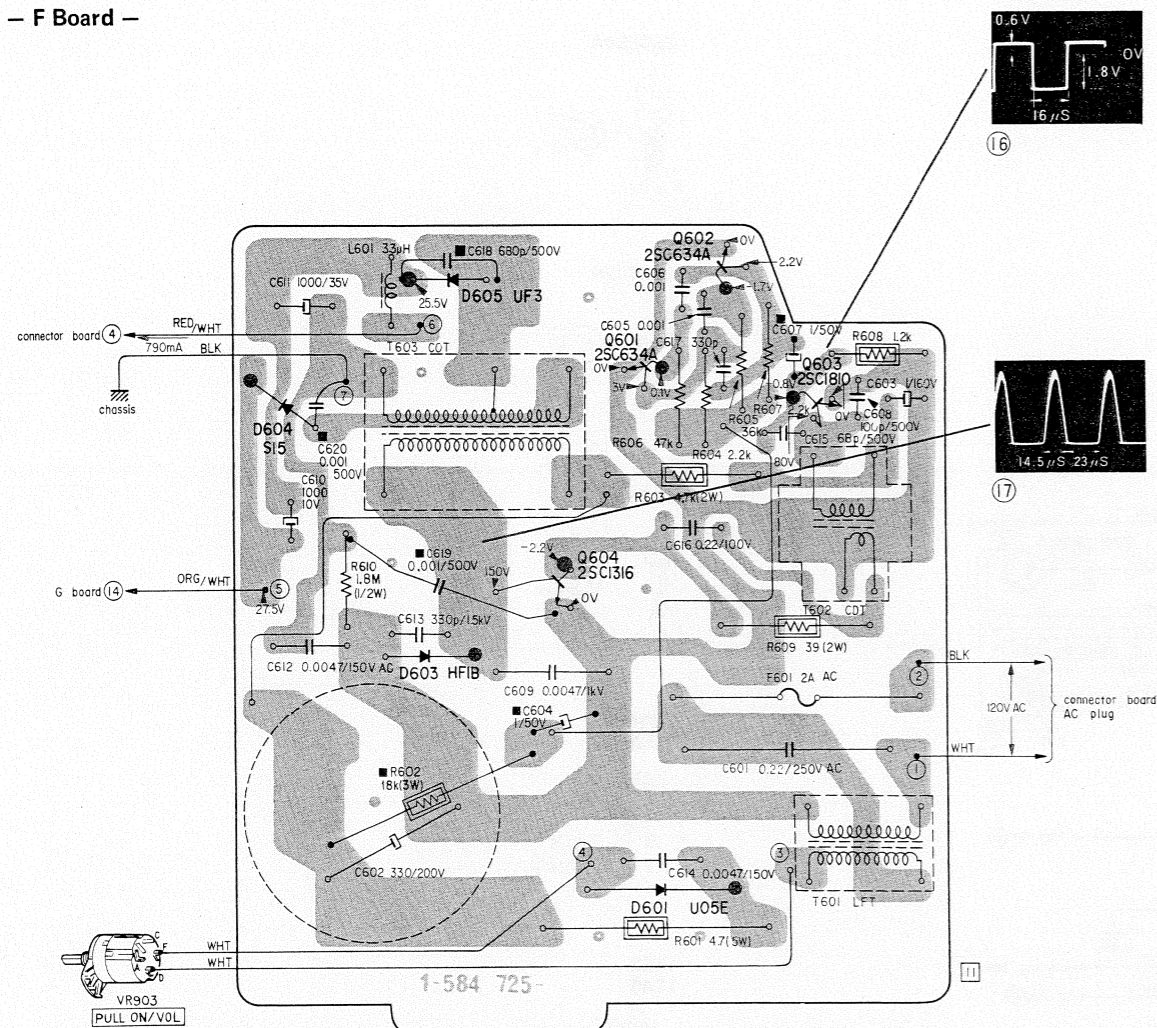 — F Board —
0.6V
0V
1.8V
16 µS
16
Q602
2SC634A
0V
2.2V
-1.7V
L601 33µH
C618 680p/500V
C606
0.001
C611 1000/35V
D605 UF3
25.5V
C605 0.001
C607 1/50V
R608 1.2k
RED/WHT
connector board 4
6
Q601
2SC634A
C617 330p
T603 COT
790mA BLK
Q603
2SC1810
0V
3V
0.1V
-0.8V
C603 1/160V
chassis
7
R607 2.2k
0V
C608
100p/500V
R605
36k
C615 68p/500V
D604
S15
R606 47k
R604 2.2k
80V
C620
0.001
500V
14.5µS 23µS
17
C610
1000
10V
R603 4.7k(2W)
C616 0.22/100V
C619
0.001/500V
-2.2V
Q604
2SC1316
R610
1.8M
(1/2W)
150V
ORG/WHT
G board 14
5
27.5V
0V
T602 CDT
C613 330p/1.5kV
R609 39(2W)
C612 0.0047/150V AC
D603 HF1B
BLK
2
C609 0.0047/1kV
F601 2A AC
120V AC
connector board
AC plug
C604
1/50V
WHT
C601 0.22/250V AC
1
R602
18k(3W)
C602 330/200V
4
3
C614 0.0047/150V
T601 LFT
D601 U05E
R601 4.7(5W)
C
F
A
D
WHT
WHT
VR903
PULL ON/VOL
1-584 725-
11